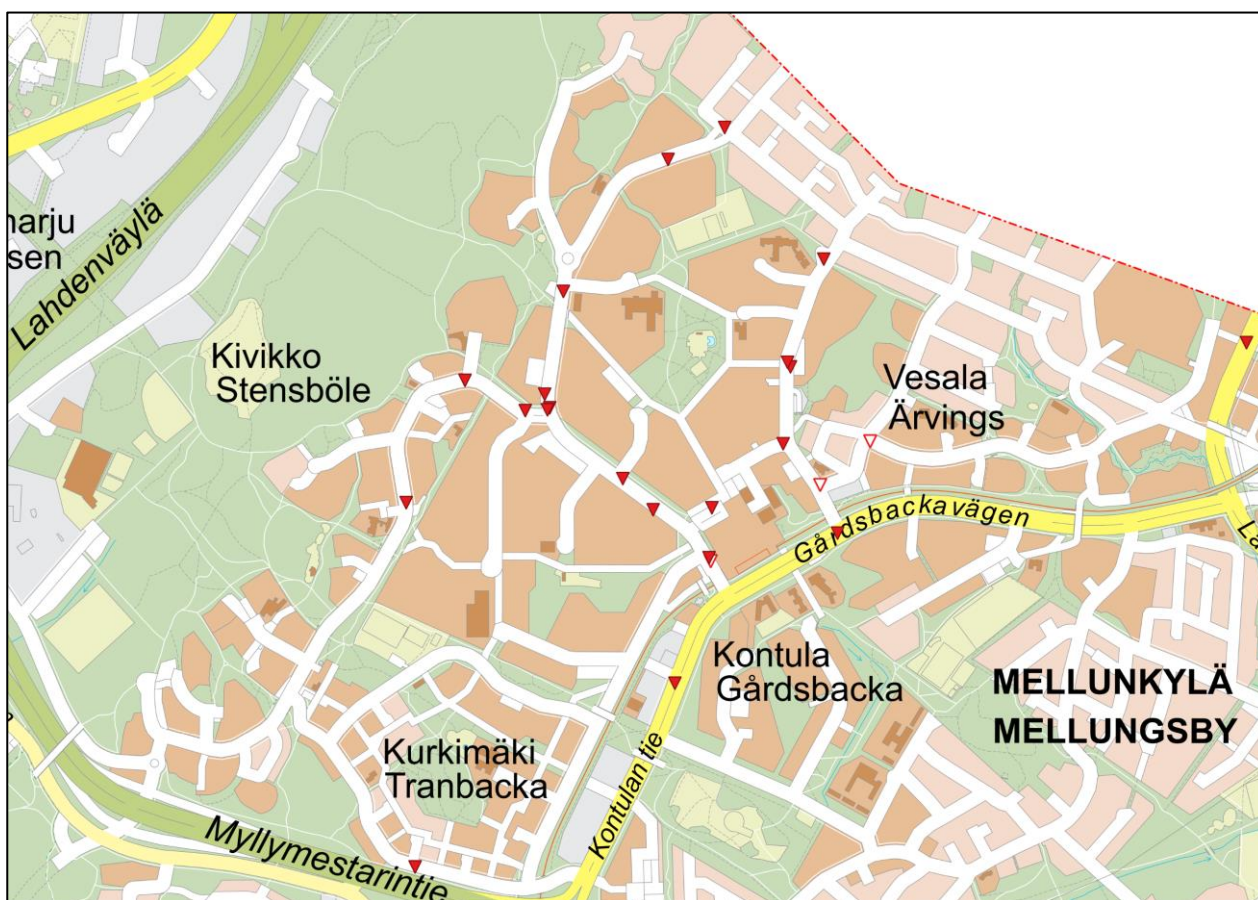 harju
sen
Lahdenväylä
Kivikko
Stensböle
Vesala
Ärvings
Gårdsbackavägen
Kontula
Gårdsbacka
MELLUNKYLÄ
MELLUNGSBY
Kurkimäki
Tranbacka
Kontulan tie
Myllymestarintie